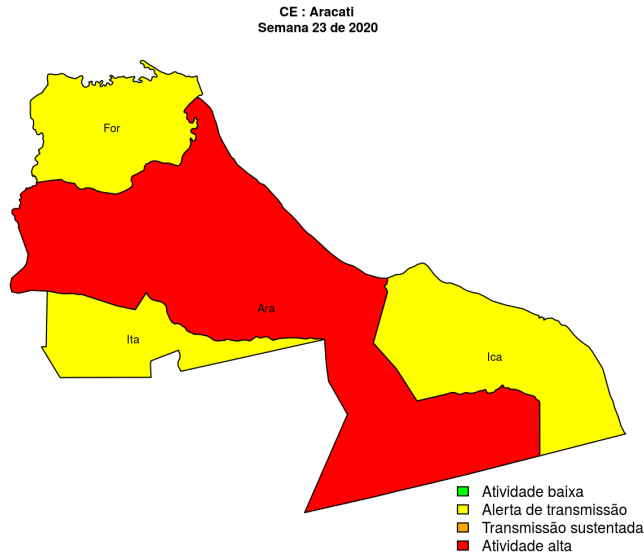 CE : Aracati
Semana 23 de 2020
For
Ara
Ita
Ica
Atividade baixa
Alerta de transmissão
Transmissão sustentada
Atividade alta